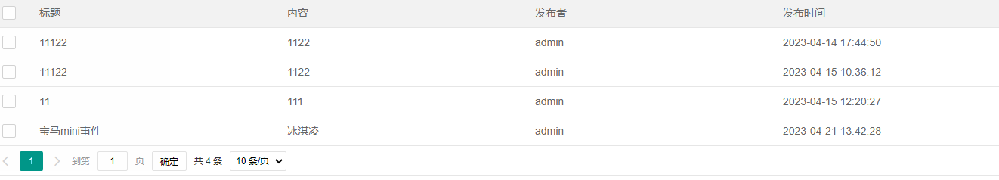 标题 内容 发布者 发布时间
11122 1122 admin 2023-04-14 17:44:50
11122 1122 admin 2023-04-15 10:36:12
11 111 admin 2023-04-15 12:20:27
宝马mini事件 冰淇凌 admin 2023-04-21 13:42:28
1 到第 1 页 确定 共 4 条 10 条/页